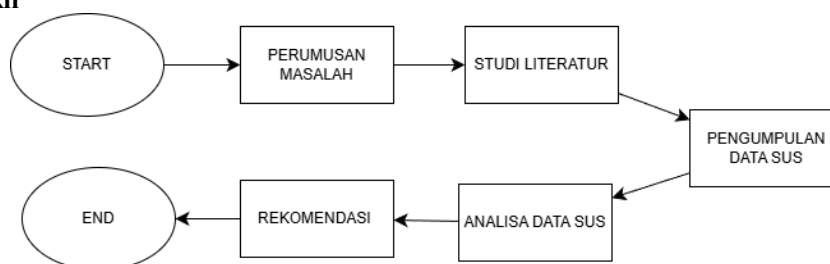 START
PERUMUSAN
MASALAH
STUDI LITERATUR
PENGUMPULAN
DATA SUS
ANALISA DATA SUS
REKOMENDASI
END